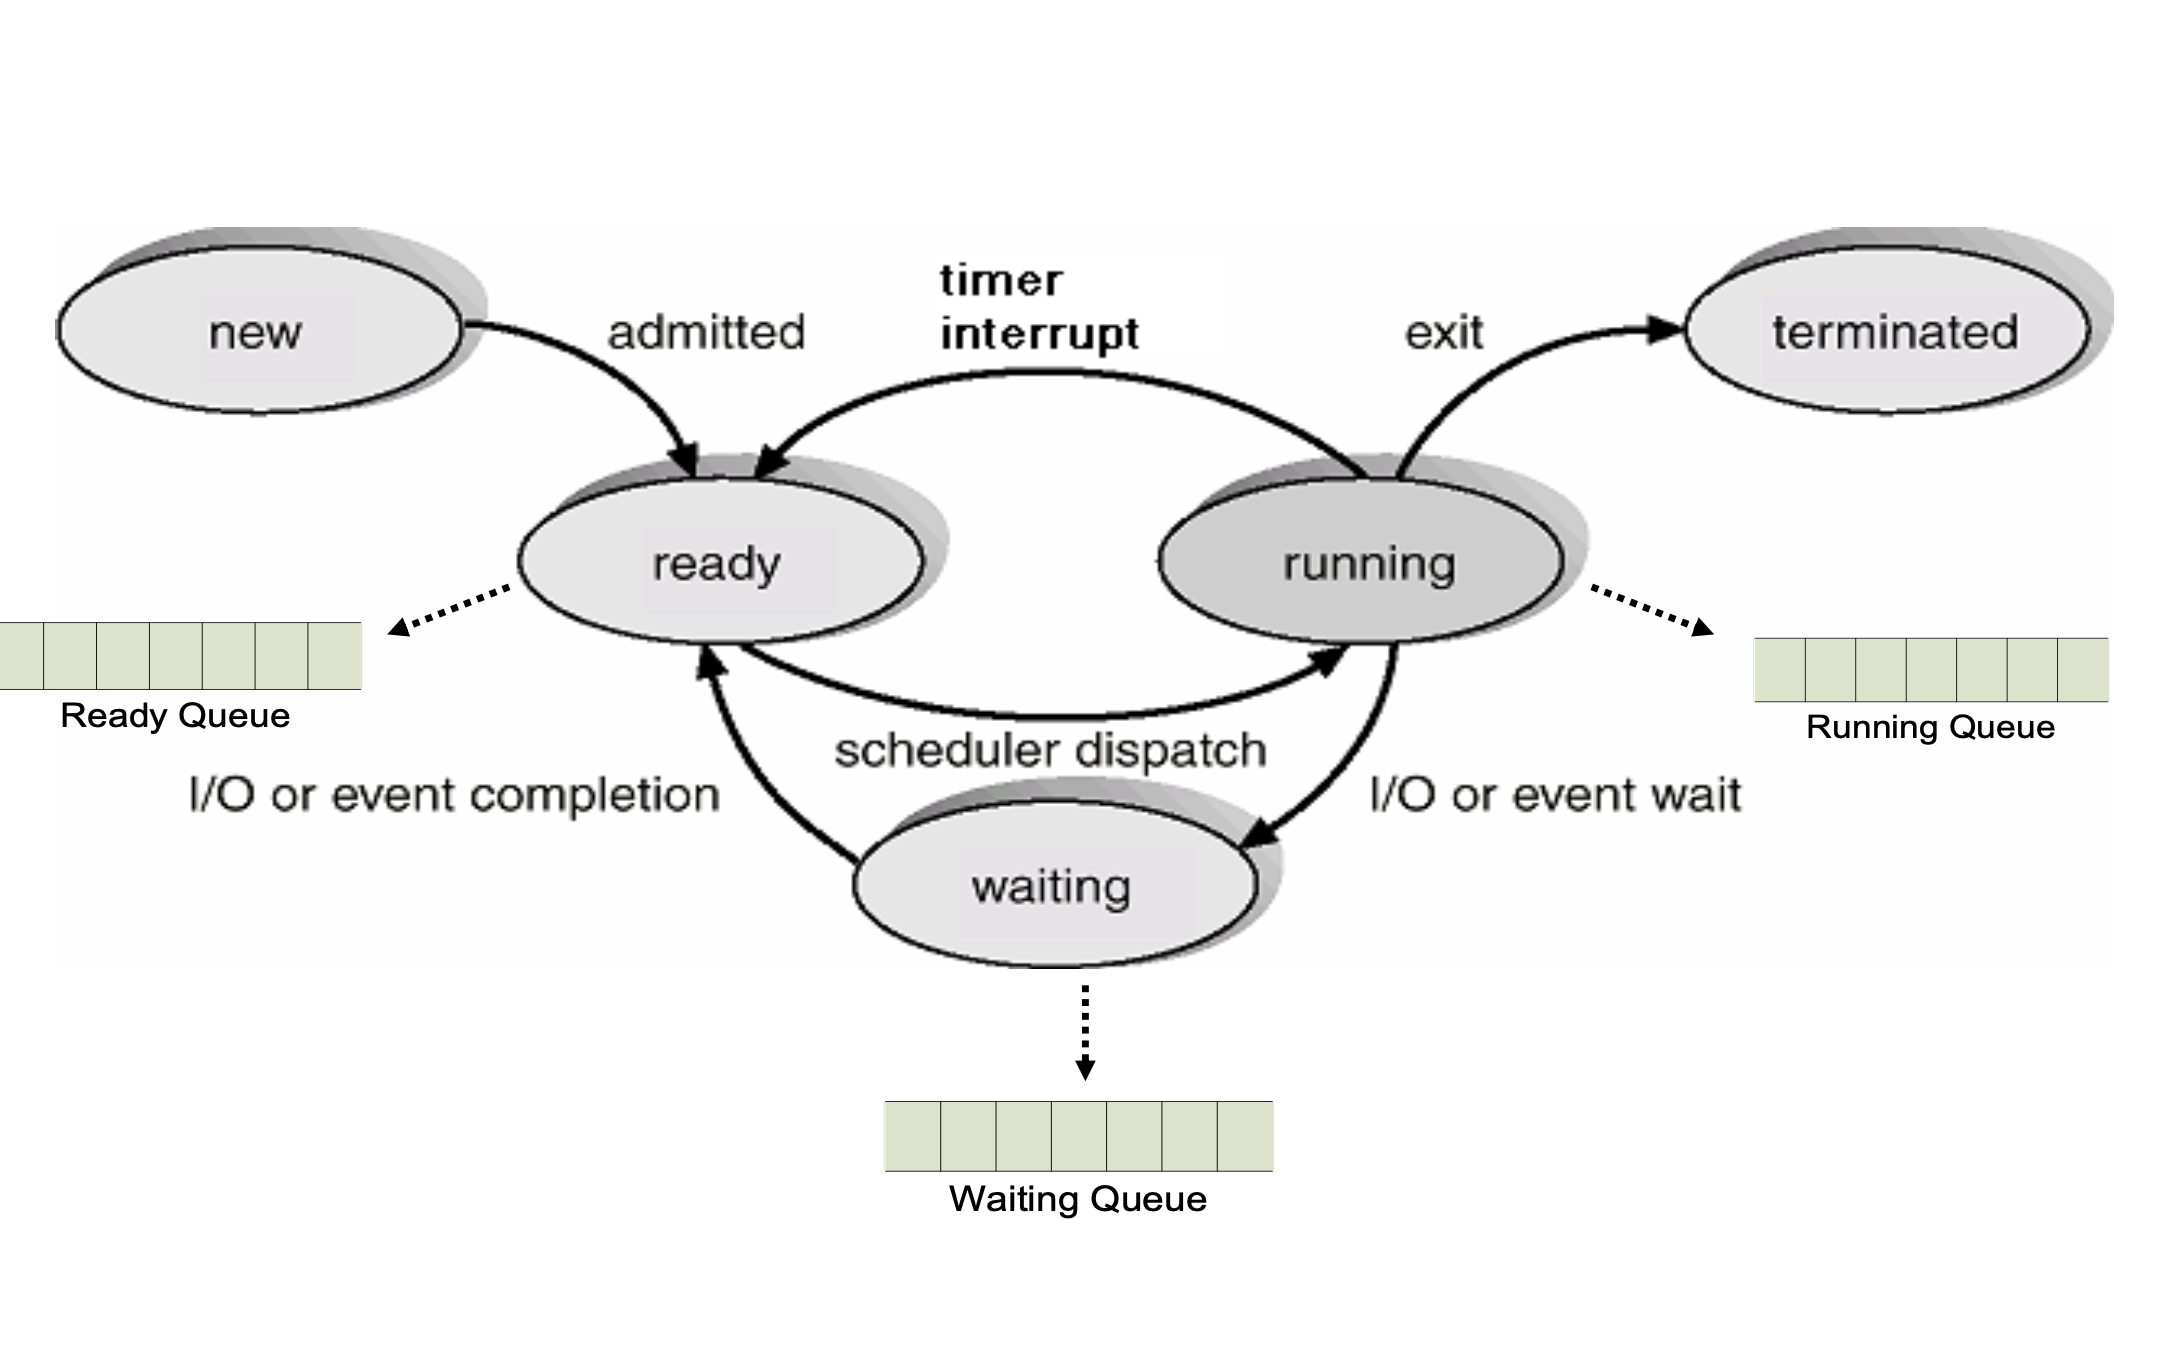 new
admitted
timer
interrupt
exit
terminated
ready
running
Ready Queue
Running Queue
scheduler dispatch
I/O or event completion
I/O or event wait
waiting
Waiting Queue